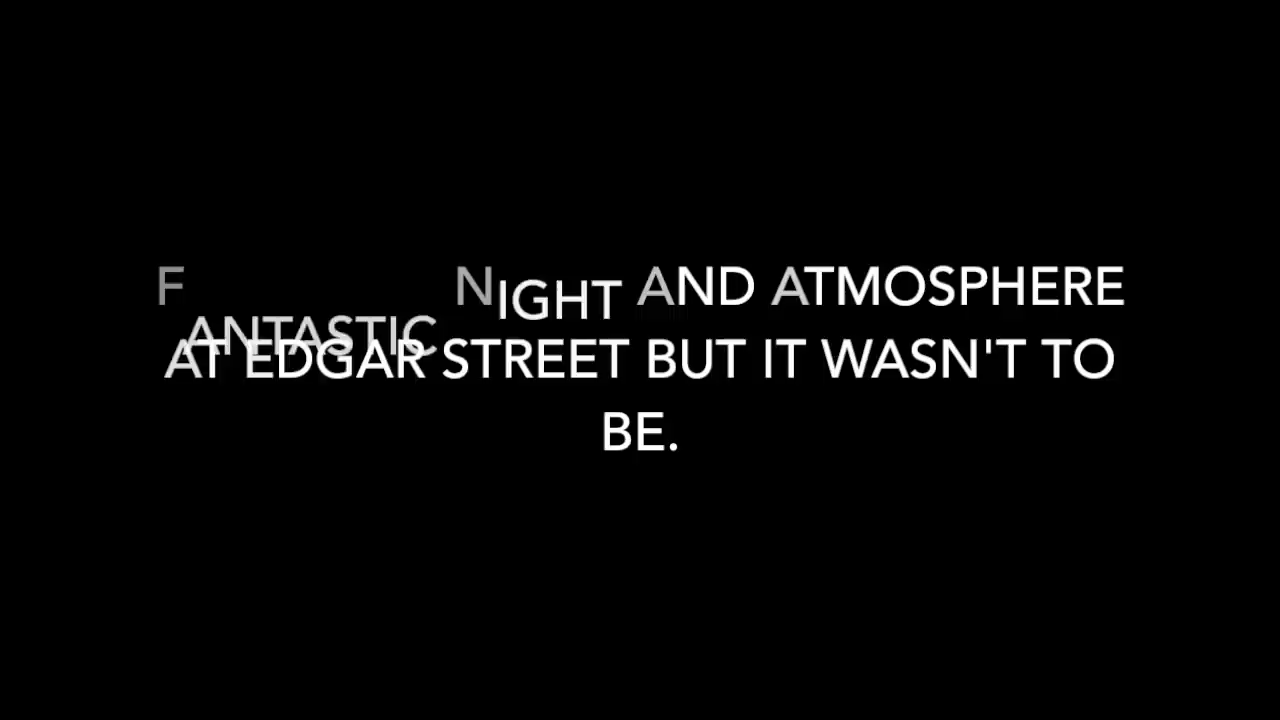 FANTASTIC NIGHT AND ATMOSPHERE
AT EDGAR STREET BUT IT WASN'T TO
BE.